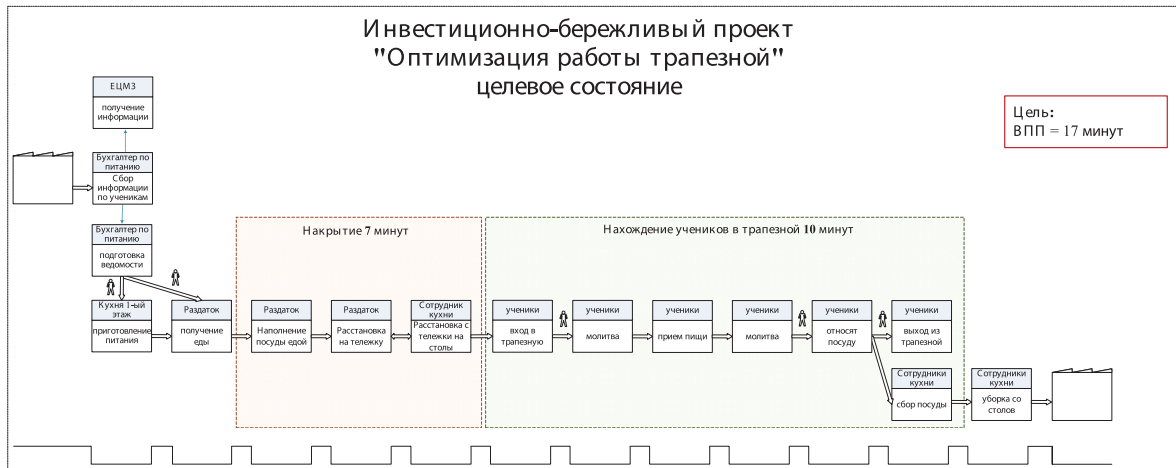 Инвестиционно-бережливый проект
"Оптимизация работы трапезной"
целевое состояние
Цель:
ВПП = 17 минут
ЕЦМЗ
получение
информации
Бухгалтер по
питанию
Сбор
информации
по ученикам
Бухгалтер по
питанию
подготовка
ведомости
Накрытие 7 минут
Нахождение учеников в трапезной 10 минут
Кухня 1-ый
этаж
приготовление
питания
Раздаток
получение
еды
Раздаток
Наполнение
посуды едой
Раздаток
Расстановка
на тележку
Сотрудник
кухни
Расстановка с
тележки на
столы
ученики
вход в
трапезную
ученики
молитва
ученики
прием пищи
ученики
молитва
ученики
относят
посуду
ученики
выход из
трапезной
Сотрудники
кухни
сбор посуды
Сотрудники
кухни
уборка со
столов